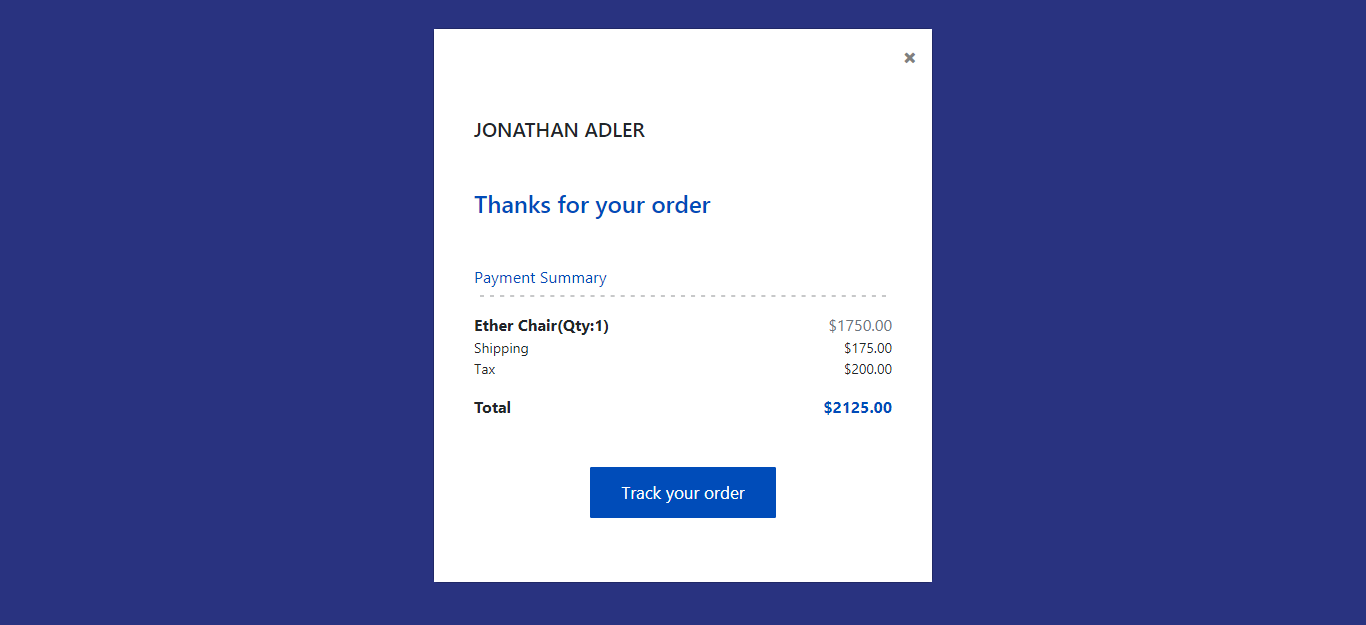 JONATHAN ADLER
Thanks for your order
Payment Summary
Ether Chair(Qty:1) $1750.00
Shipping $175.00
Tax $200.00
Total $2125.00
Track your order